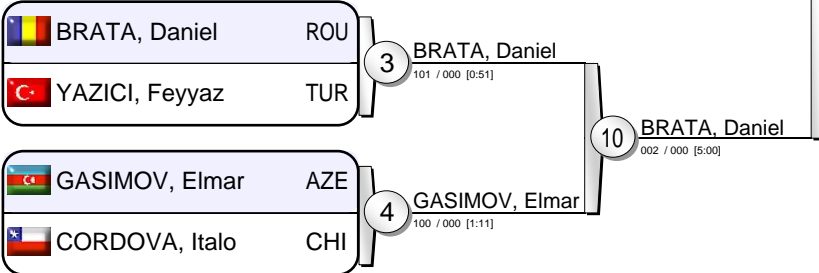 BRATA, Daniel ROU
YAZICI, Feyyaz TUR
3
BRATA, Daniel
101 / 000 [0:51]
10
BRATA, Daniel
002 / 000 [5:00]
GASIMOV, Elmar AZE
CORDOVA, Italo CHI
4
GASIMOV, Elmar
100 / 000 [1:11]